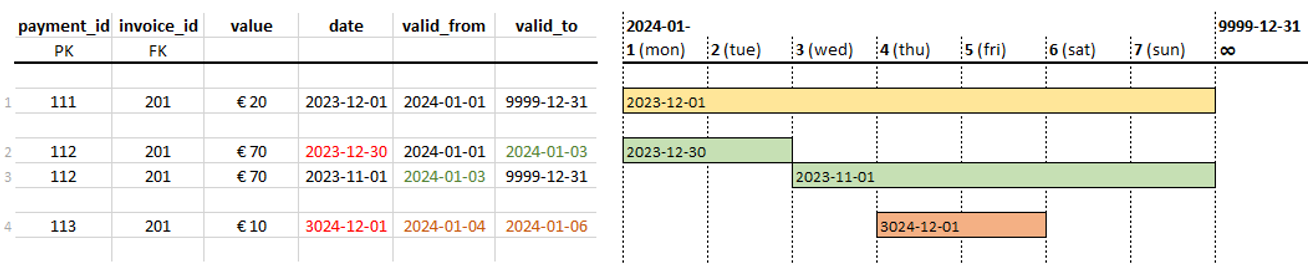 payment_id invoice_id value date valid_from valid_to
PK FK
1 111 201 € 20 2023-12-01 2024-01-01 9999-12-31
2 112 201 € 70 2023-12-30 2024-01-01 2024-01-03
3 112 201 € 70 2023-11-01 2024-01-03 9999-12-31
4 113 201 € 10 3024-12-01 2024-01-04 2024-01-06
2024-01- 9999-12-31
1 (mon) 2 (tue) 3 (wed) 4 (thu) 5 (fri) 6 (sat) 7 (sun) ∞
2023-12-01
2023-12-30
2023-11-01
3024-12-01